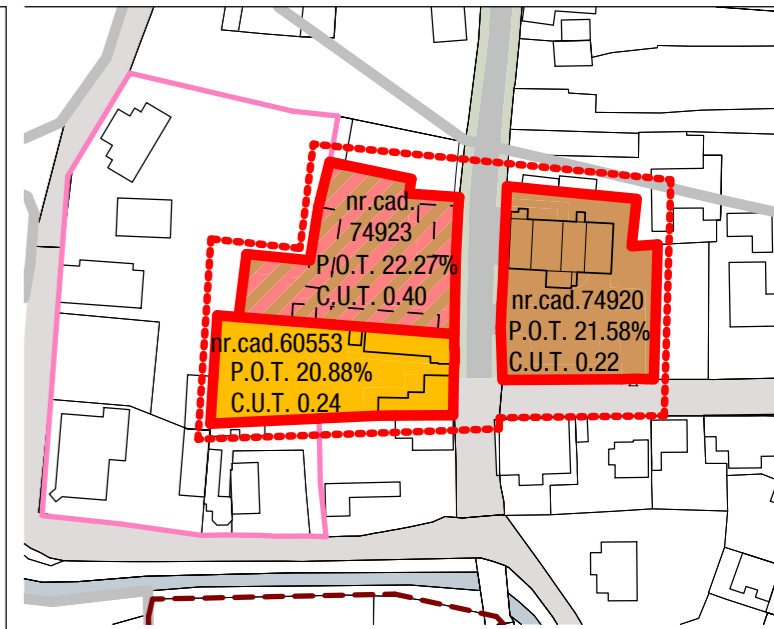 nr.cad.
74923
P.O.T. 22.27%
C.U.T. 0.40
nr.cad.60553
P.O.T. 20.88%
C.U.T. 0.24
nr.cad.74920
P.O.T. 21.58%
C.U.T. 0.22